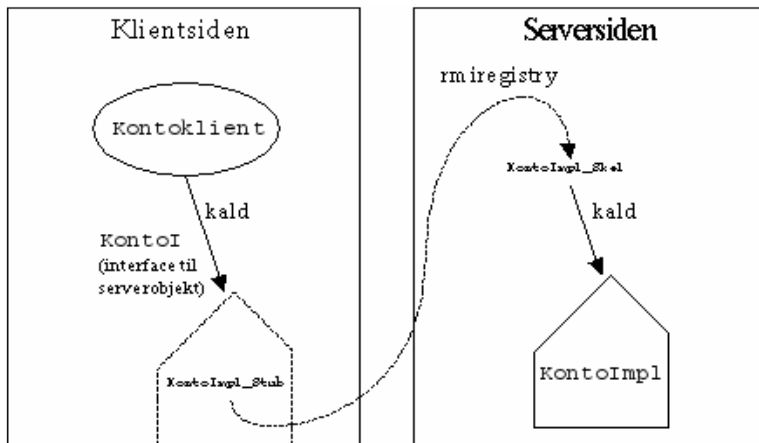 Klientsiden
Kontoklient
kald
KontoI
(interface til
serverobjekt)
KontoImpl_Stub
Serversiden
rmiregistry
KontoImpl_Skel
kald
KontoImpl